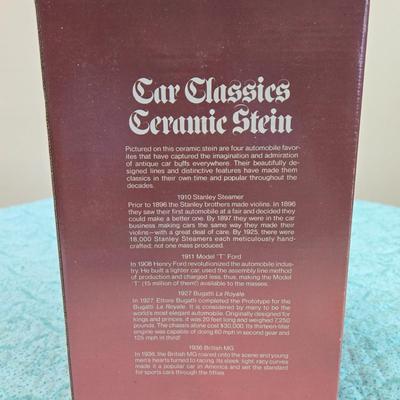 Car Classics
Ceramic Stein
Pictured on this ceramic stein are four automobile favor-
ites that have captured the imagination and admiration
of antique car buffs everywhere. Their beautifully de-
signed lines and distinctive features have made them
classics in their own time and popular throughout the
decades.
1910 Stanley Steamer
Prior to 1896 the Stanley brothers made violins. In 1896
they saw their first automobile at a fair and decided they
could make a better one. By 1897 they were in the car
business making cars the same way they made their
violins—with a great deal of care. By 1925, there were
18,000 Stanley Steamers each meticulously hand-
crafted; not one mass produced.
1911 Model "T" Ford
In 1908 Henry Ford revolutionized the automobile indus-
try. He built a lighter car, used the assembly line method
of production and charged less, thus, making the Model
"T" (15 million of them!) available to the masses.
1927 Bugatti La Royale
In 1927, Ettore Bugatti completed the Prototype for the
Bugatti La Royale. It is considered by many to be the
world's most elegant automobile. Originally designed for
kings and princes, it was 20 feet long and weighed 7,250
pounds. The chassis alone cost $30,000. Its thirteen-liter
engine was capable of doing 60 mph in second gear and
125 mph in third!
1936 British MG
In 1936, the British MG roared onto the scene and young
men's hearts turned to racing. Its sleek, light, racy curves
made it a popular car in America and set the standard
for sports cars through the fifties.